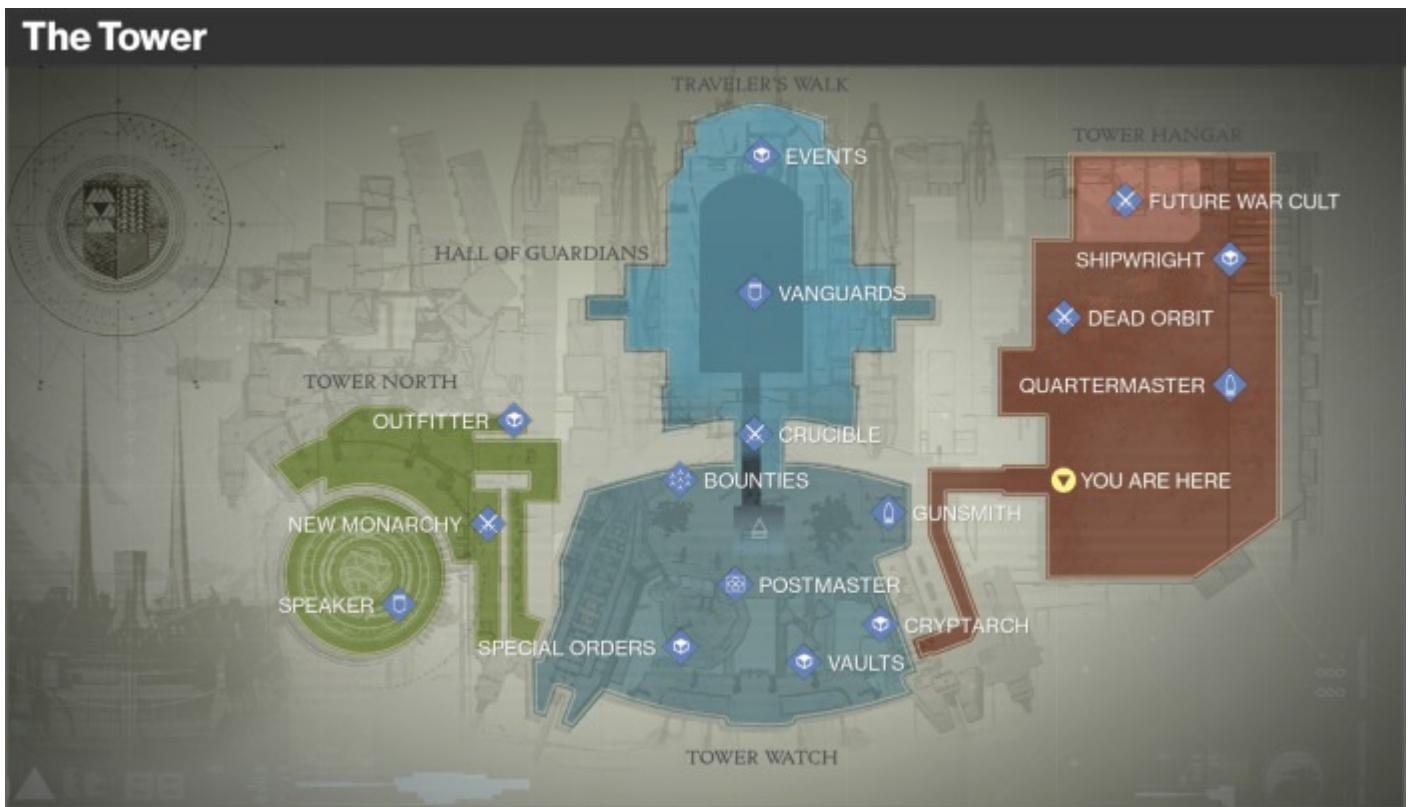 The Tower
TRAVELER'S WALK
TOWER HANGAR
EVENTS
FUTURE WAR CULT
HALL OF GUARDIANS
SHIPWRIGHT
VANGUARDS
DEAD ORBIT
TOWER NORTH
QUARTERMASTER
OUTFITTER
CRUCIBLE
BOUNTIES
YOU ARE HERE
NEW MONARCHY
GUNSMITH
POSTMASTER
SPEAKER
CRYPTARCH
SPECIAL ORDERS
VAULTS
TOWER WATCH